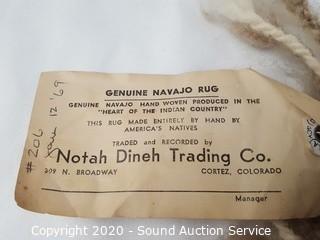 GENUINE NAVAJO RUG
GENUINE NAVAJO HAND WOVEN PRODUCED IN THE
"HEART OF THE INDIAN COUNTRY"
THIS RUG MADE ENTIRELY BY HAND BY
AMERICA'S NATIVES
TRADED and RECORDED by
Notah Dineh Trading Co.
309 N. BROADWAY CORTEZ, COLORADO
Manager
#206
12 '69
Copyright © 2020 - Sound Auction Service